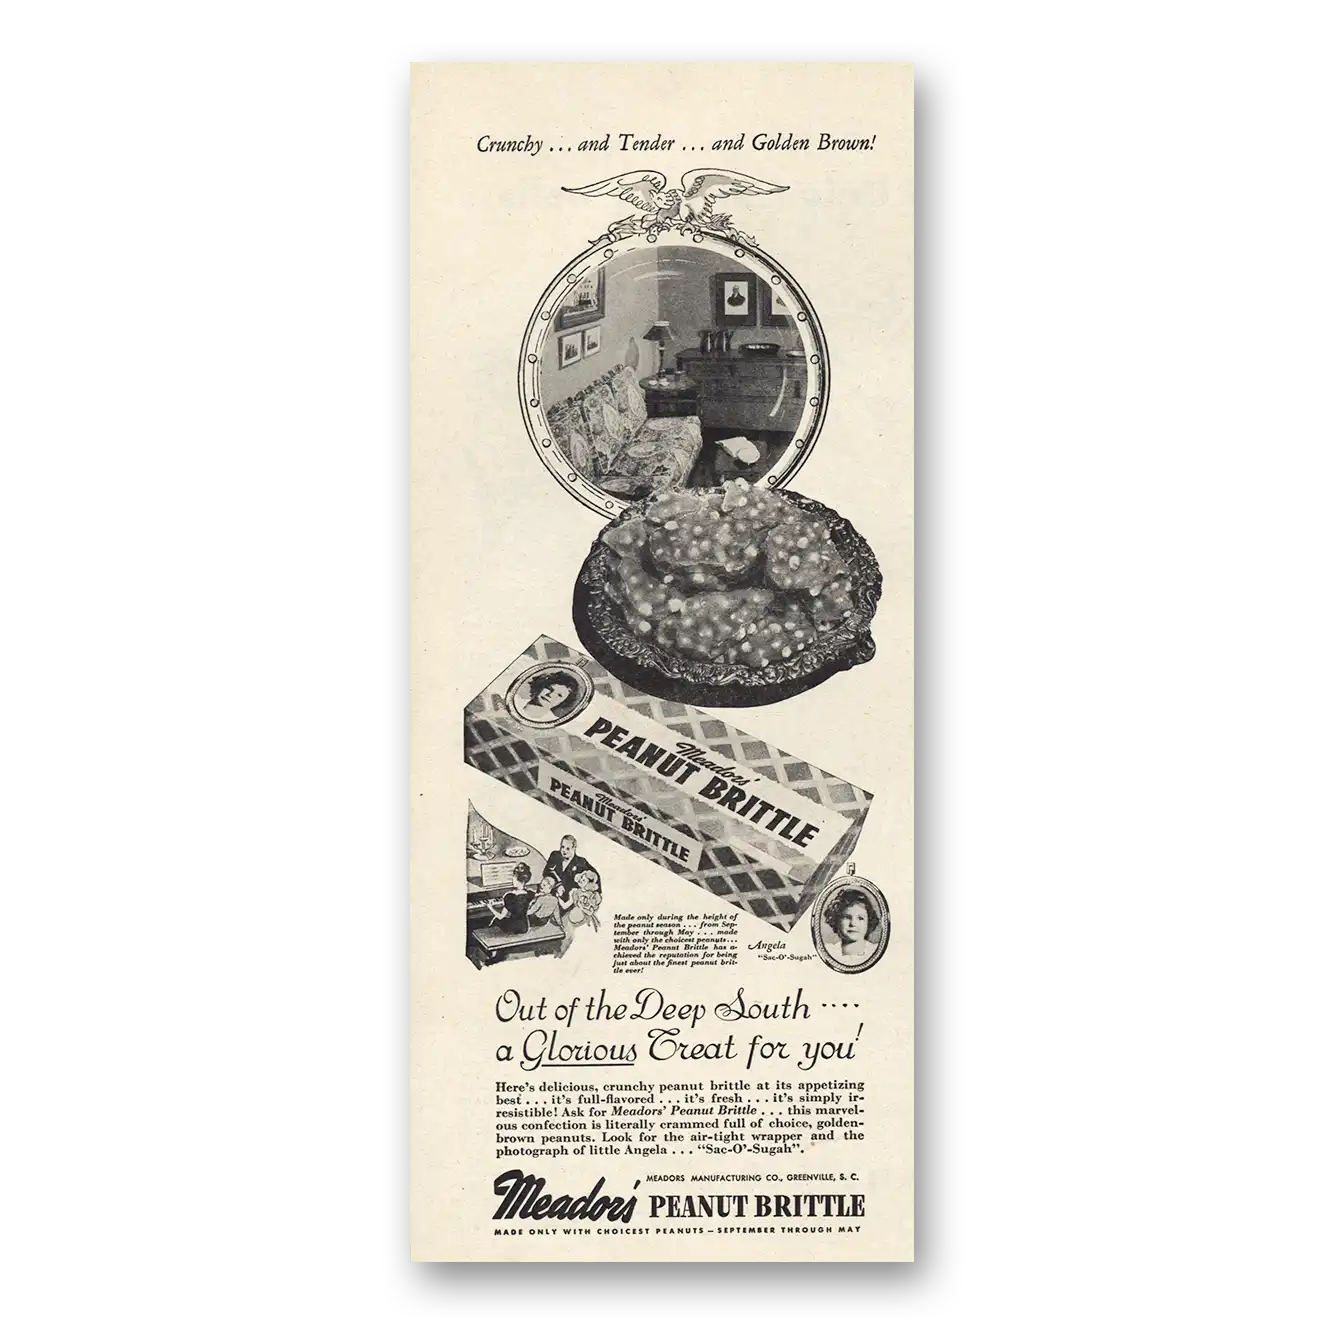 Crunchy ... and Tender ... and Golden Brown!
Meadors'
PEANUT BRITTLE
Meadors'
PEANUT BRITTLE
Made only during the height of
the peanut season . . . from Sep-
tember through May . . . made
with only the choicest peanuts...
Meadors' Peanut Brittle has a-
chieved the reputation for being
just about the finest peanut brit-
tle ever!
Angela
"Sac-O'-Sugah"
Out of the Deep South ....
a Glorious Treat for you!
Here's delicious, crunchy peanut brittle at its appetizing
best . . . it's full-flavored . . . it's fresh . . . it's simply ir-
resistible! Ask for Meadors' Peanut Brittle . . . this marvel-
ous confection is literally crammed full of choice, golden-
brown peanuts. Look for the air-tight wrapper and the
photograph of little Angela . . . "Sac-O'-Sugah".
MEADORS MANUFACTURING CO., GREENVILLE, S. C.
Meadors' PEANUT BRITTLE
MADE ONLY WITH CHOICEST PEANUTS — SEPTEMBER THROUGH MAY